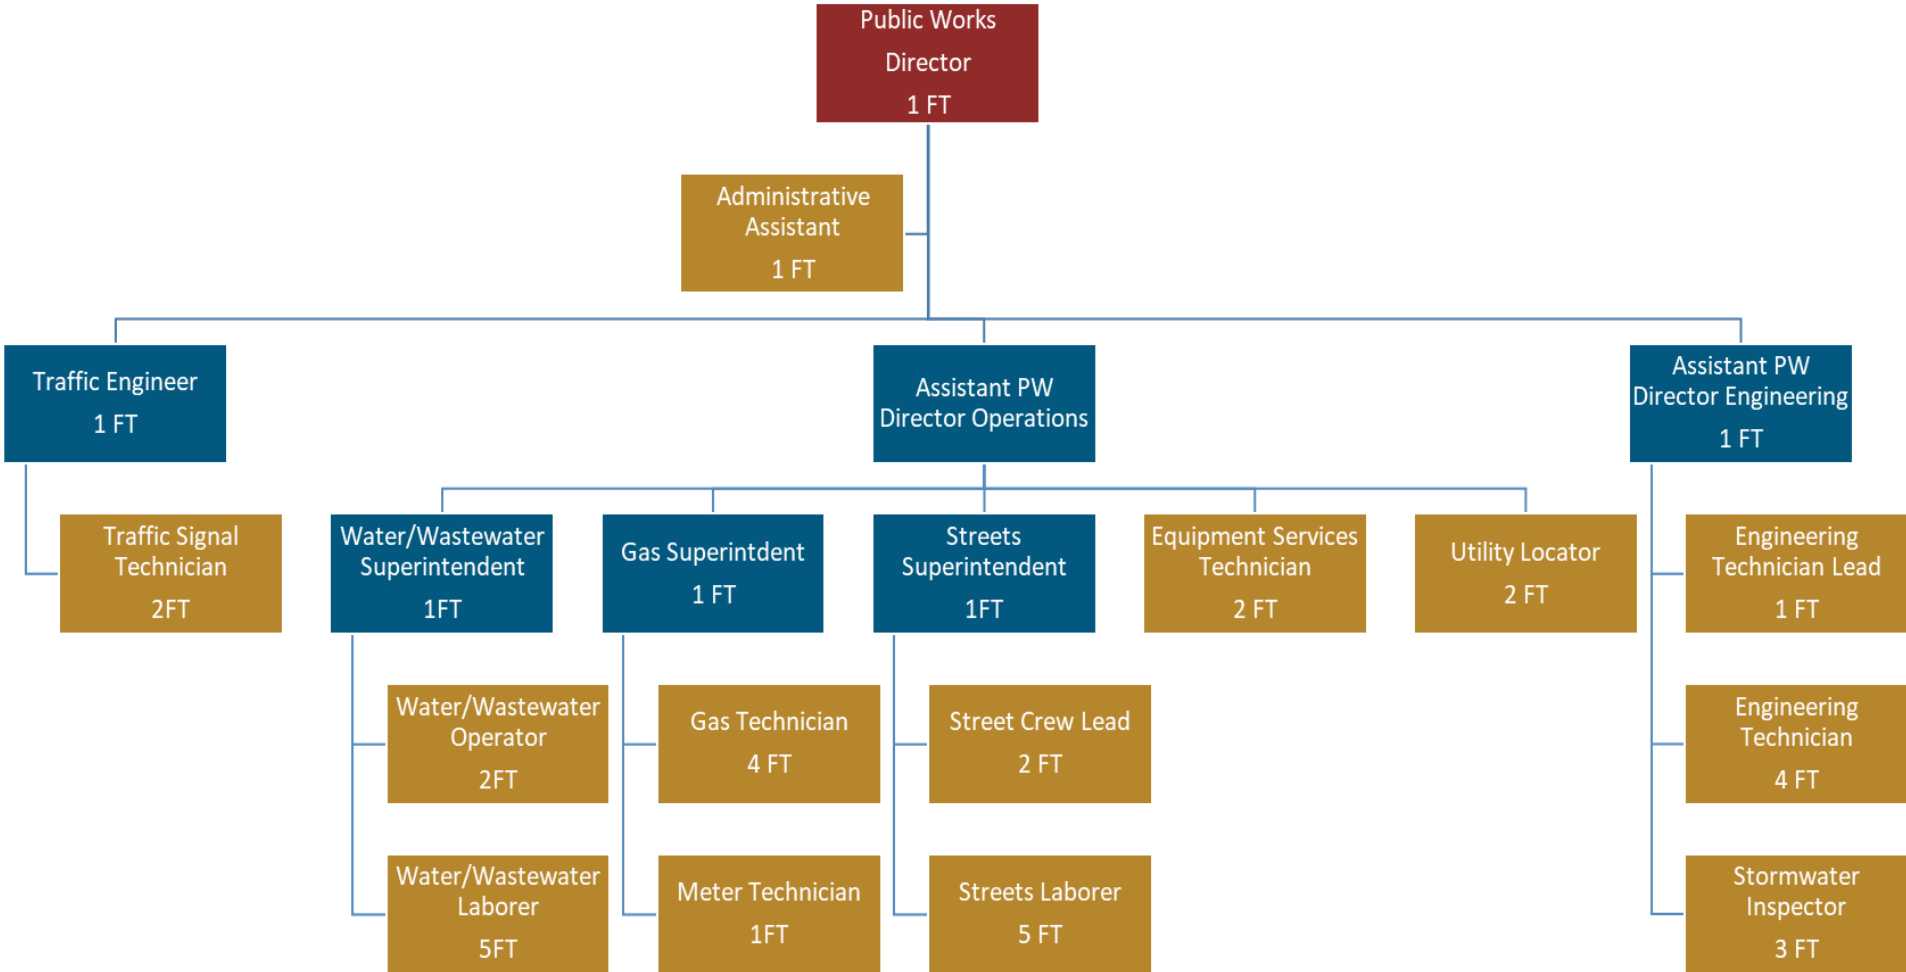 Public Works
Director
1 FT
Administrative
Assistant
1 FT
Traffic Engineer
1 FT
Assistant PW
Director Operations
Assistant PW
Director Engineering
1 FT
Traffic Signal
Technician
2FT
Water/Wastewater
Superintendent
1FT
Gas Superintdent
1 FT
Streets
Superintendent
1FT
Equipment Services
Technician
2 FT
Utility Locator
2 FT
Engineering
Technician Lead
1 FT
Water/Wastewater
Operator
2FT
Gas Technician
4 FT
Street Crew Lead
2 FT
Engineering
Technician
4 FT
Water/Wastewater
Laborer
5FT
Meter Technician
1FT
Streets Laborer
5 FT
Stormwater
Inspector
3 FT